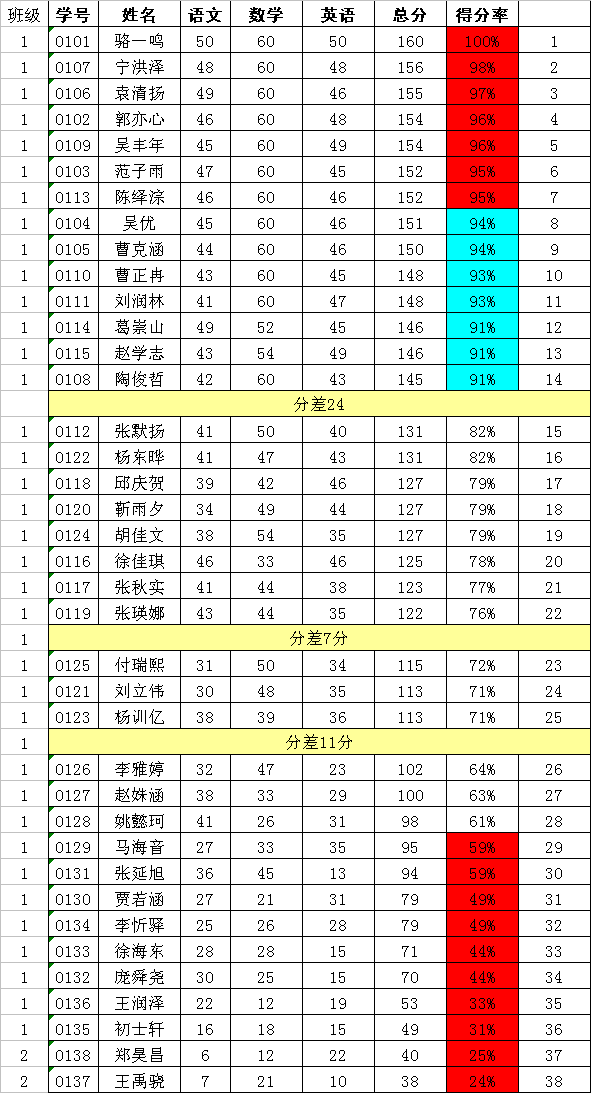 班级 学号 姓名 语文 数学 英语 总分 得分率
1 0101 骆一鸣 50 60 50 160 100% 1
1 0107 宁洪泽 48 60 48 156 98% 2
1 0106 袁清扬 49 60 46 155 97% 3
1 0102 郭亦心 46 60 48 154 96% 4
1 0109 吴丰年 45 60 49 154 96% 5
1 0103 范子雨 47 60 45 152 95% 6
1 0113 陈绎淙 46 60 46 152 95% 7
1 0104 吴优 45 60 46 151 94% 8
1 0105 曹克涵 44 60 46 150 94% 9
1 0110 曹正冉 43 60 45 148 93% 10
1 0111 刘润林 41 60 47 148 93% 11
1 0114 葛崇山 49 52 45 146 91% 12
1 0115 赵学志 43 54 49 146 91% 13
1 0108 陶俊哲 42 60 43 145 91% 14
分差24
1 0112 张默扬 41 50 40 131 82% 15
1 0122 杨东晔 41 47 43 131 82% 16
1 0118 邱庆贺 39 42 46 127 79% 17
1 0120 靳雨夕 34 49 44 127 79% 18
1 0124 胡佳文 38 54 35 127 79% 19
1 0116 徐佳琪 46 33 46 125 78% 20
1 0117 张秋实 41 44 38 123 77% 21
1 0119 张瑛娜 43 44 35 122 76% 22
1 分差7分
1 0125 付瑞熙 31 50 34 115 72% 23
1 0121 刘立伟 30 48 35 113 71% 24
1 0123 杨训亿 38 39 36 113 71% 25
1 分差11分
1 0126 李雅婷 32 47 23 102 64% 26
1 0127 赵姝涵 38 33 29 100 63% 27
1 0128 姚懿珂 41 26 31 98 61% 28
1 0129 马海音 27 33 35 95 59% 29
1 0131 张延旭 36 45 13 94 59% 30
1 0130 贾若涵 27 21 31 79 49% 31
1 0134 李忻驿 25 26 28 79 49% 32
1 0133 徐海东 28 28 15 71 44% 33
1 0132 庞舜尧 30 25 15 70 44% 34
1 0136 王润泽 22 12 19 53 33% 35
1 0135 初士轩 16 18 15 49 31% 36
2 0138 郑昊昌 6 12 22 40 25% 37
2 0137 王禹骁 7 21 10 38 24% 38